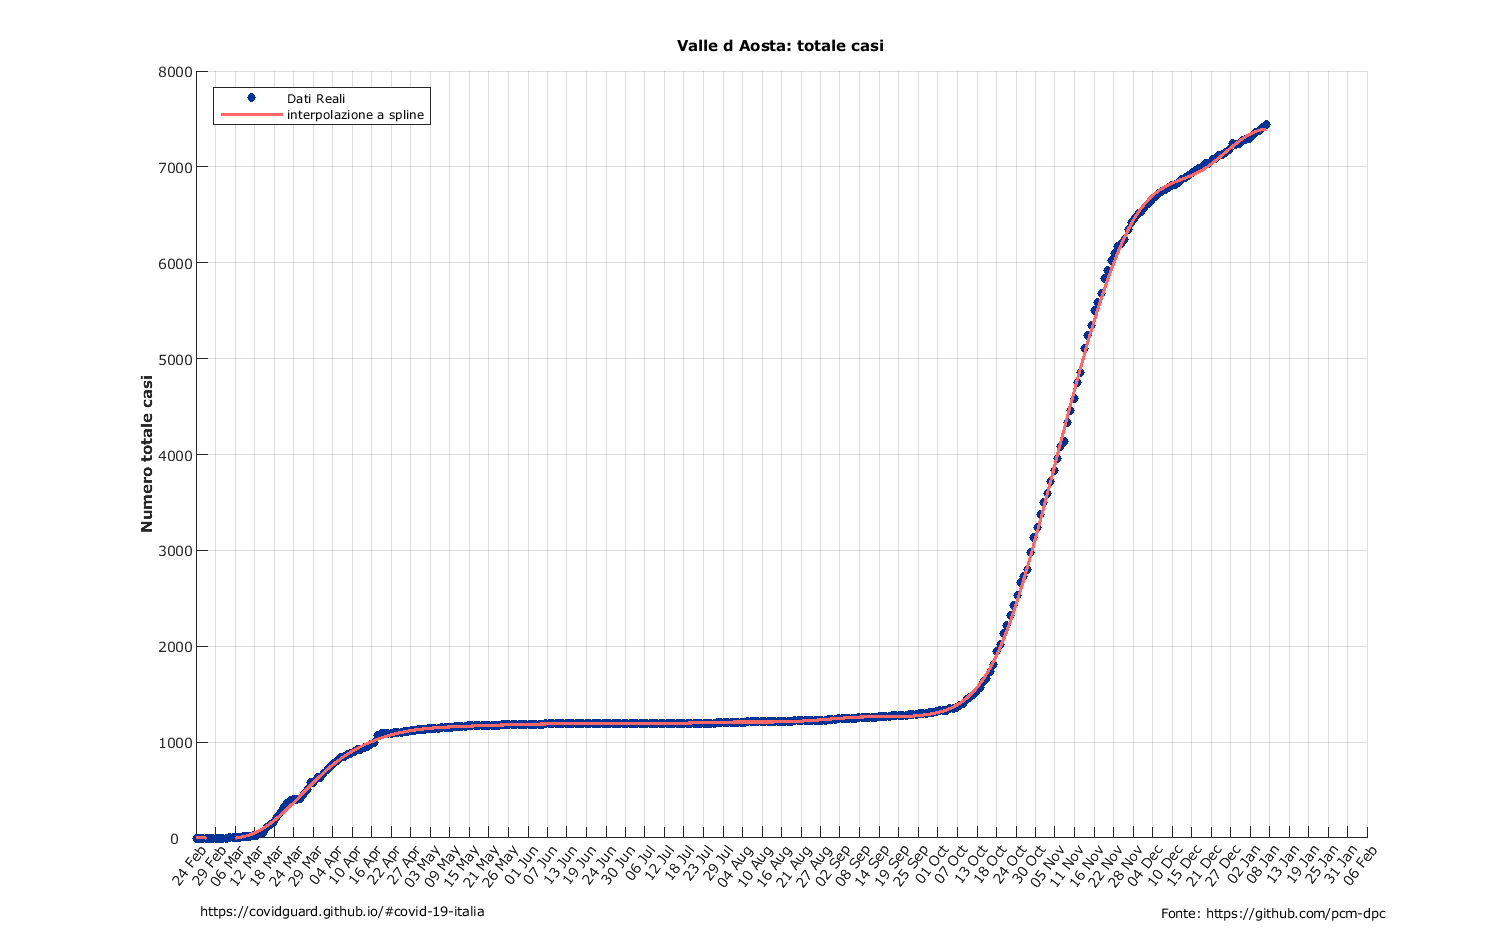 Valle d Aosta: totale casi
Dati Reali
interpolazione a spline
Numero totale casi
8000
7000
6000
5000
4000
3000
2000
1000
0
24 Feb
29 Feb
06 Mar
12 Mar
18 Mar
24 Mar
29 Mar
04 Apr
10 Apr
16 Apr
22 Apr
27 Apr
03 May
09 May
15 May
21 May
26 May
01 Jun
07 Jun
13 Jun
19 Jun
24 Jun
30 Jun
06 Jul
12 Jul
18 Jul
23 Jul
29 Jul
04 Aug
10 Aug
16 Aug
21 Aug
27 Aug
02 Sep
08 Sep
14 Sep
19 Sep
25 Sep
01 Oct
07 Oct
13 Oct
18 Oct
24 Oct
30 Oct
05 Nov
11 Nov
16 Nov
22 Nov
28 Nov
04 Dec
10 Dec
15 Dec
21 Dec
27 Dec
02 Jan
08 Jan
13 Jan
19 Jan
25 Jan
31 Jan
06 Feb
https://covidguard.github.io/#covid-19-italia
Fonte: https://github.com/pcm-dpc